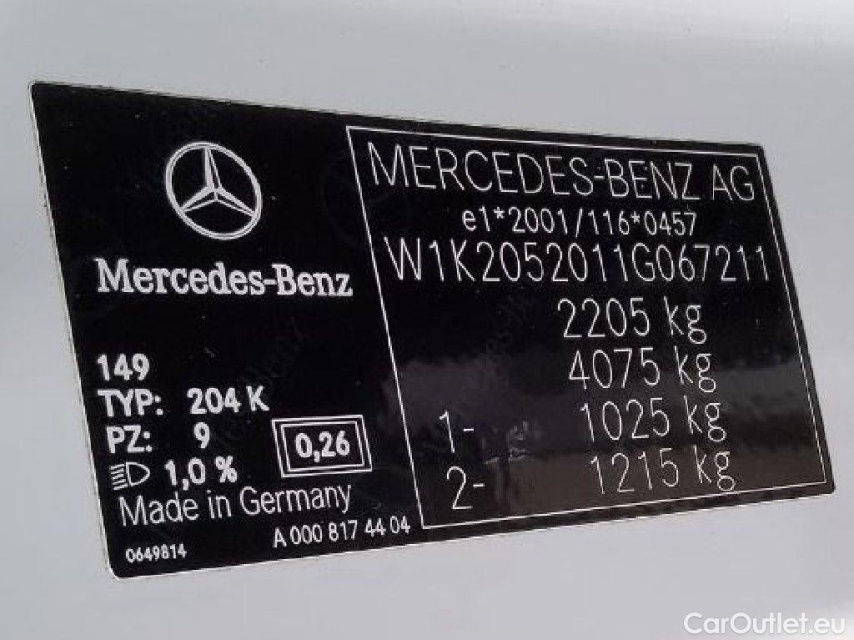 Mercedes-Benz
149
TYP: 204 K
PZ: 9
0,26
1,0 %
Made in Germany
0649814
A 000 817 44 04
MERCEDES-BENZ AG
e1*2001/116*0457
W1K2052011G067211
2205 kg
4075 kg
1- 1025 kg
2- 1215 kg
CarOutlet.eu